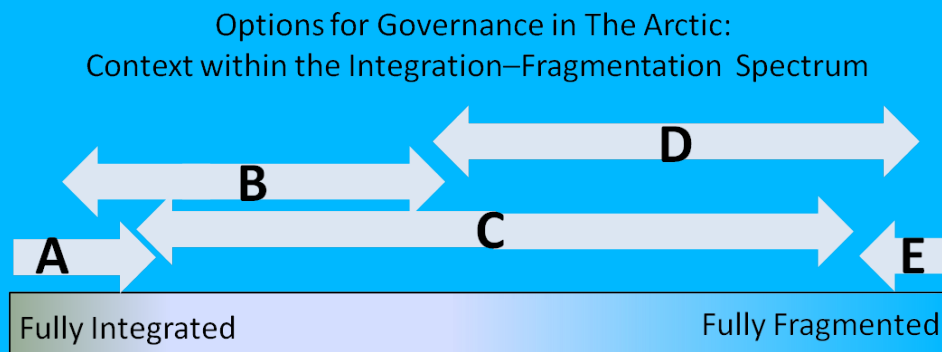 Options for Governance in The Arctic:
Context within the Integration–Fragmentation Spectrum
D
B
C
A
E
Fully Integrated
Fully Fragmented